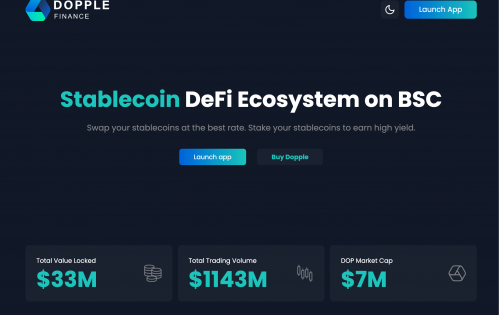 DOPPLE
FINANCE
Launch App
Stablecoin DeFi Ecosystem on BSC
Swap your stablecoins at the best rate. Stake your stablecoins to earn high yield.
Launch app
Buy Dopple
Total Value Locked
$33M
Total Trading Volume
$1143M
DOP Market Cap
$7M